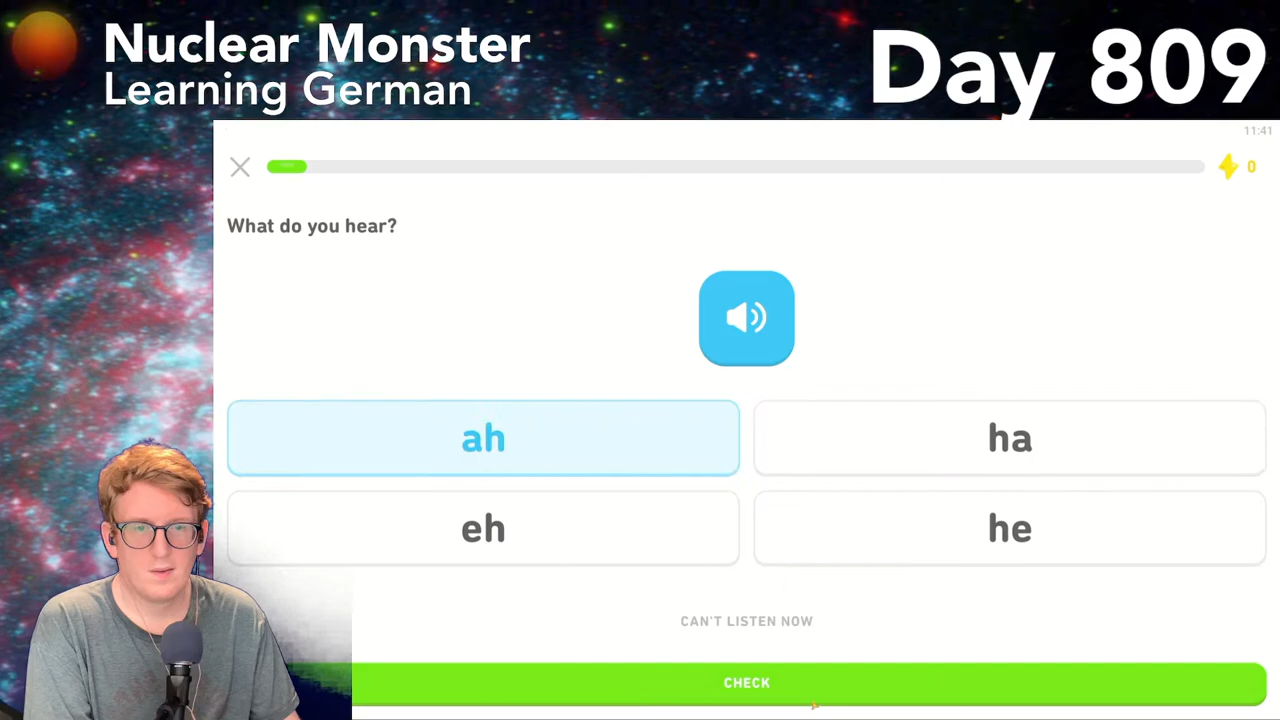 Nuclear Monster
Learning German
Day 809
11:41
0
What do you hear?
ah
ha
eh
he
CAN'T LISTEN NOW
CHECK